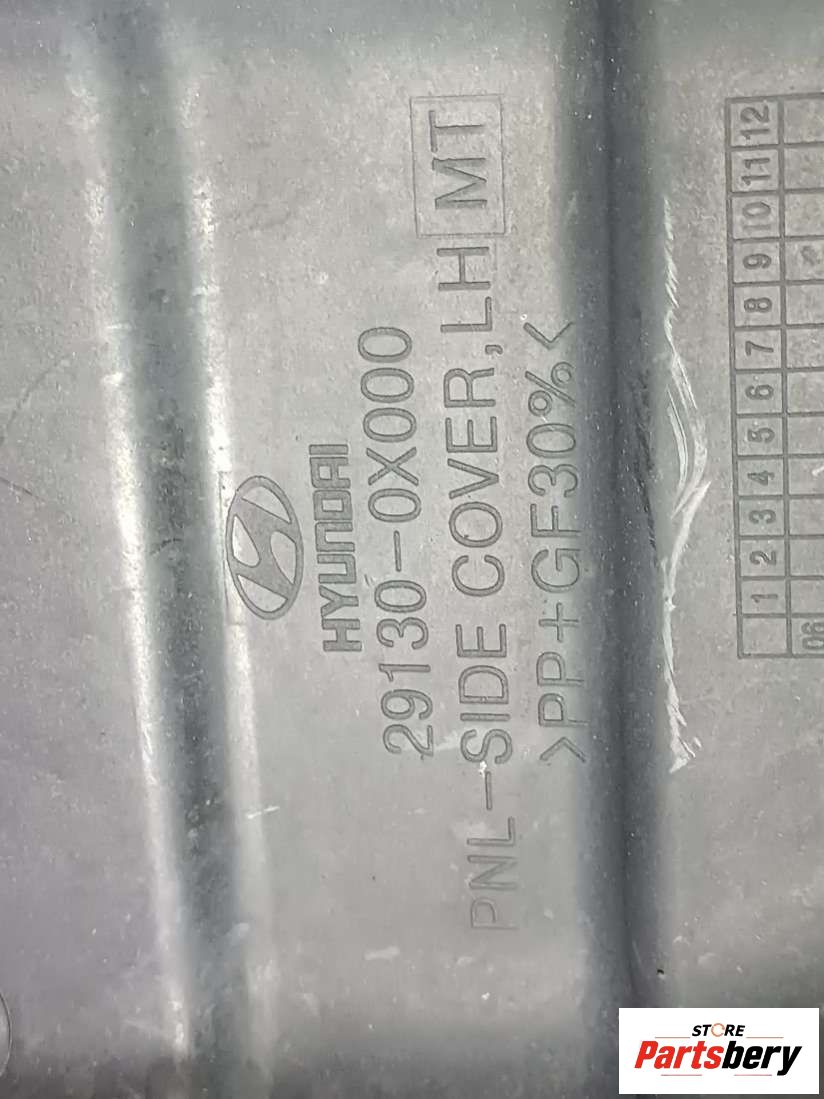 HYUNDAI
29130-0X000
PNL-SIDE COVER,LH MT
>PP+GF30%<
1 2 3 4 5 6 7 8 9 10 11 12
06
STORE
Partsbery